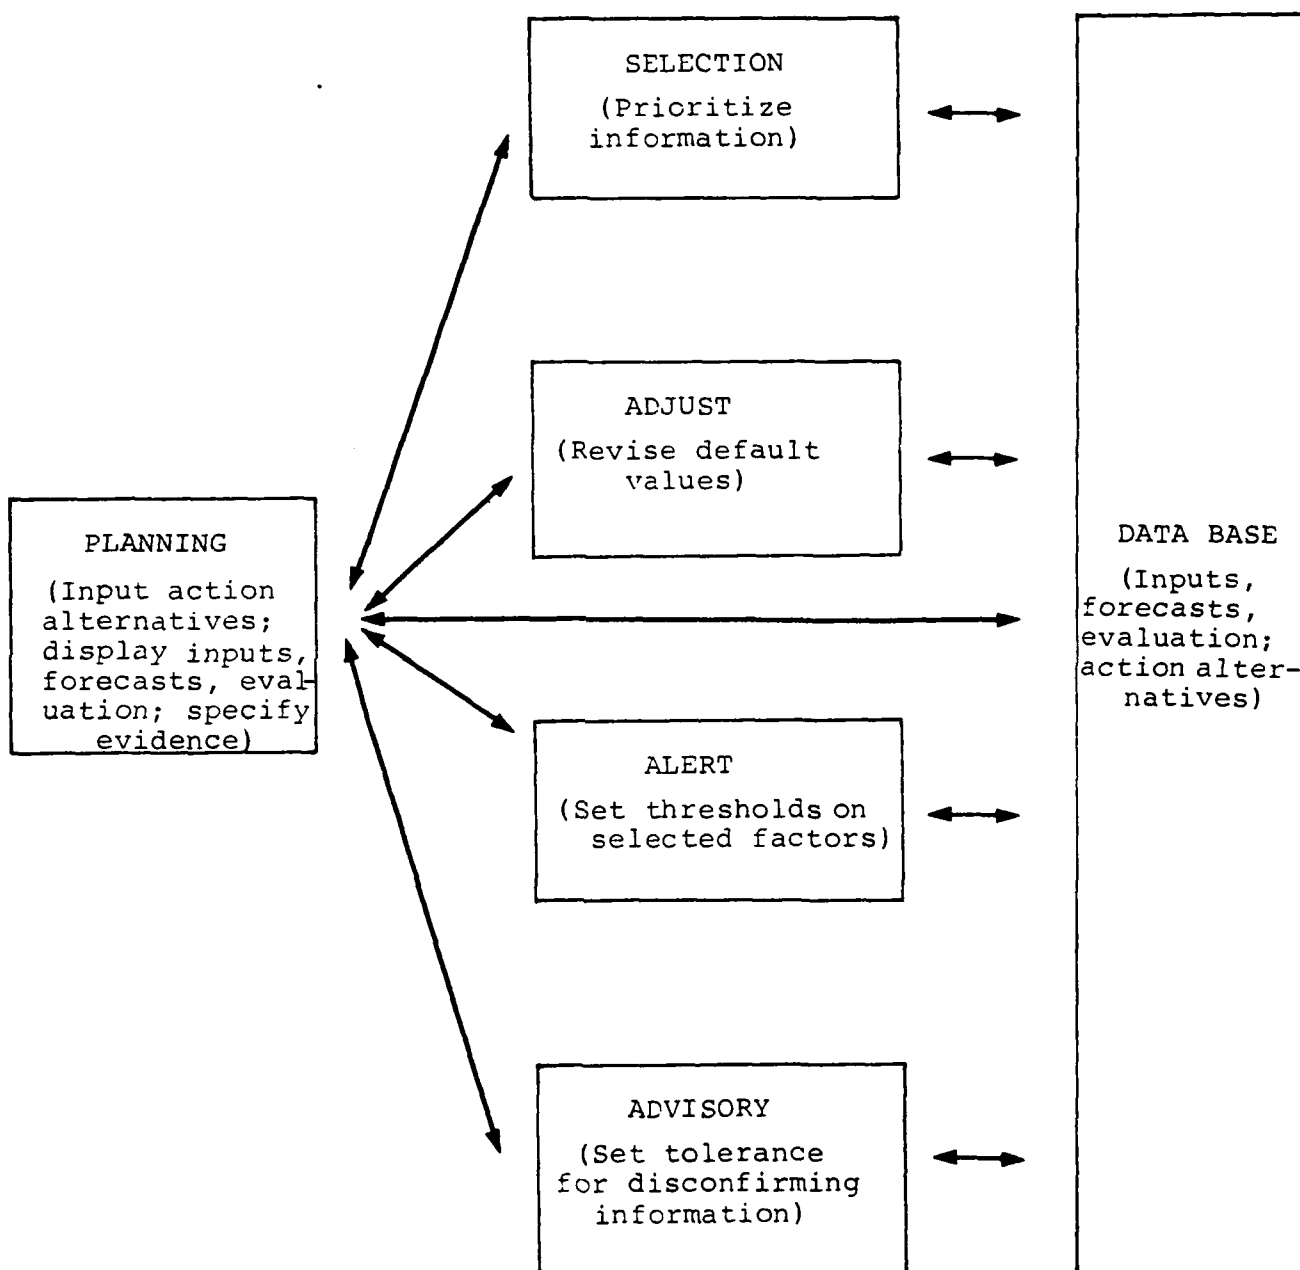 SELECTION
(Prioritize
information)
ADJUST
(Revise default
values)
PLANNING
(Input action
alternatives;
display inputs,
forecasts, eval-
uation; specify
evidence)
DATA BASE
(Inputs,
forecasts,
evaluation;
action alter-
natives)
ALERT
(Set thresholds on
selected factors)
ADVISORY
(Set tolerance
for disconfirming
information)